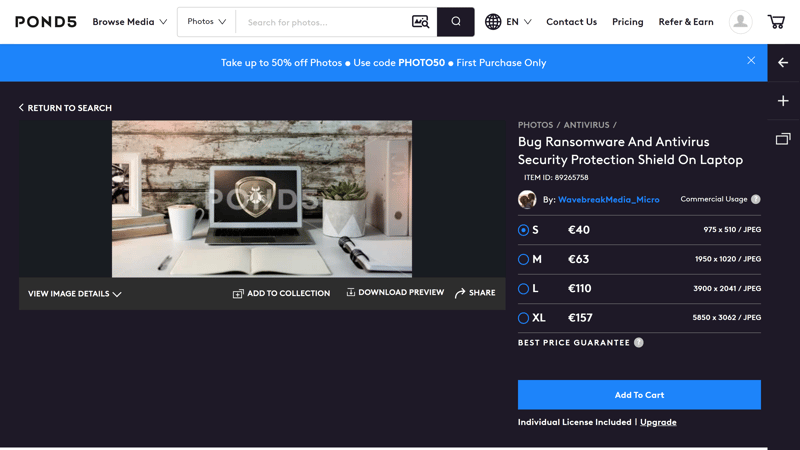 POND5
Browse Media
Photos
Search for photos...
EN
Contact Us
Pricing
Refer & Earn
Take up to 50% off Photos ● Use code PHOTO50 ● First Purchase Only
RETURN TO SEARCH
POND5
VIEW IMAGE DETAILS
ADD TO COLLECTION
DOWNLOAD PREVIEW
SHARE
PHOTOS / ANTIVIRUS /
Bug Ransomware And Antivirus
Security Protection Shield On Laptop
ITEM ID: 89265758
By: WavebreakMedia_Micro
Commercial Usage ?
S €40 975 x 510 / JPEG
M €63 1950 x 1020 / JPEG
L €110 3900 x 2041 / JPEG
XL €157 5850 x 3062 / JPEG
BEST PRICE GUARANTEE ?
Add To Cart
Individual License Included | Upgrade